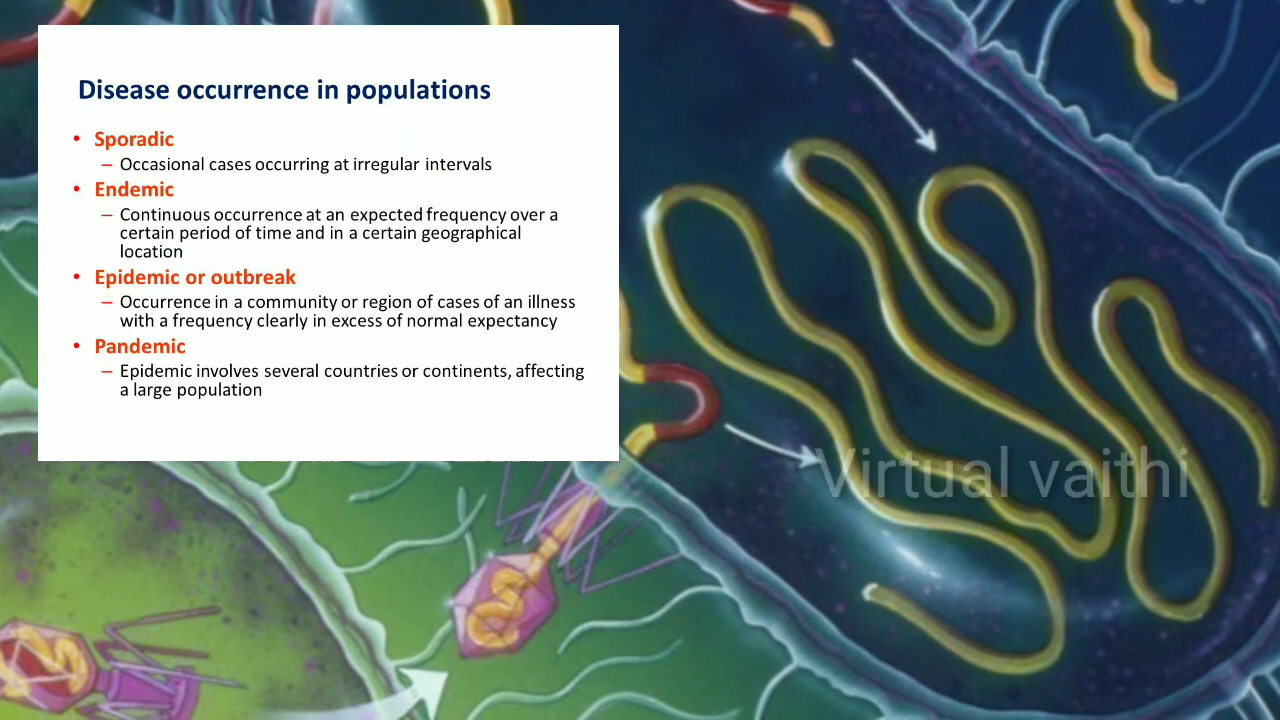 Disease occurrence in populations
• Sporadic
– Occasional cases occurring at irregular intervals
• Endemic
– Continuous occurrence at an expected frequency over a
certain period of time and in a certain geographical
location
• Epidemic or outbreak
– Occurrence in a community or region of cases of an illness
with a frequency clearly in excess of normal expectancy
• Pandemic
– Epidemic involves several countries or continents, affecting
a large population
Virtual vaithi